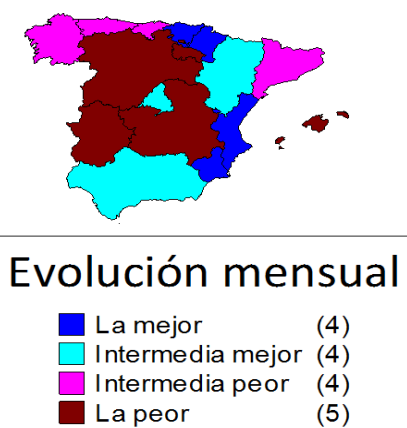 Evolución mensual
La mejor (4)
Intermedia mejor (4)
Intermedia peor (4)
La peor (5)